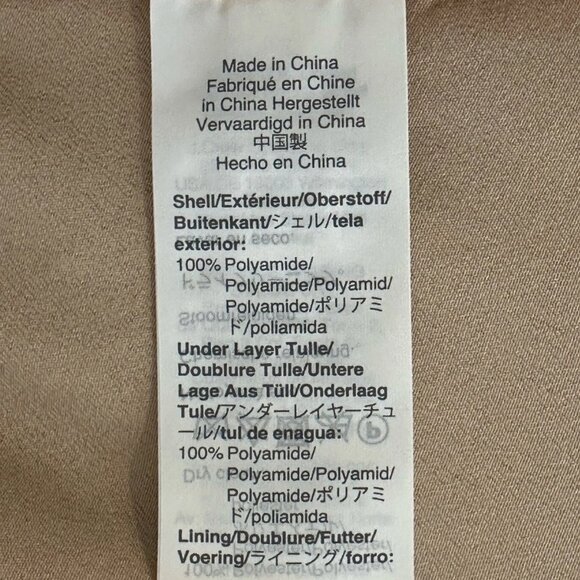 Made in China
Fabriqué en Chine
in China Hergestellt
Vervaardigd in China
中国製
Hecho en China
Shell/Extérieur/Oberstoff/
Buitenkant/シェル/tela
exterior:
100% Polyamide/
Polyamide/Polyamid/
Polyamide/ポリアミ
ド/poliamida
Under Layer Tulle/
Doublure Tulle/Untere
Lage Aus Tüll/Onderlaag
Tule/アンダーレイヤーチュ
ール/tul de enagua:
100% Polyamide/
Polyamide/Polyamid/
Polyamide/ポリアミ
ド/poliamida
Lining/Doublure/Futter/
Voering/ライニング/forro: